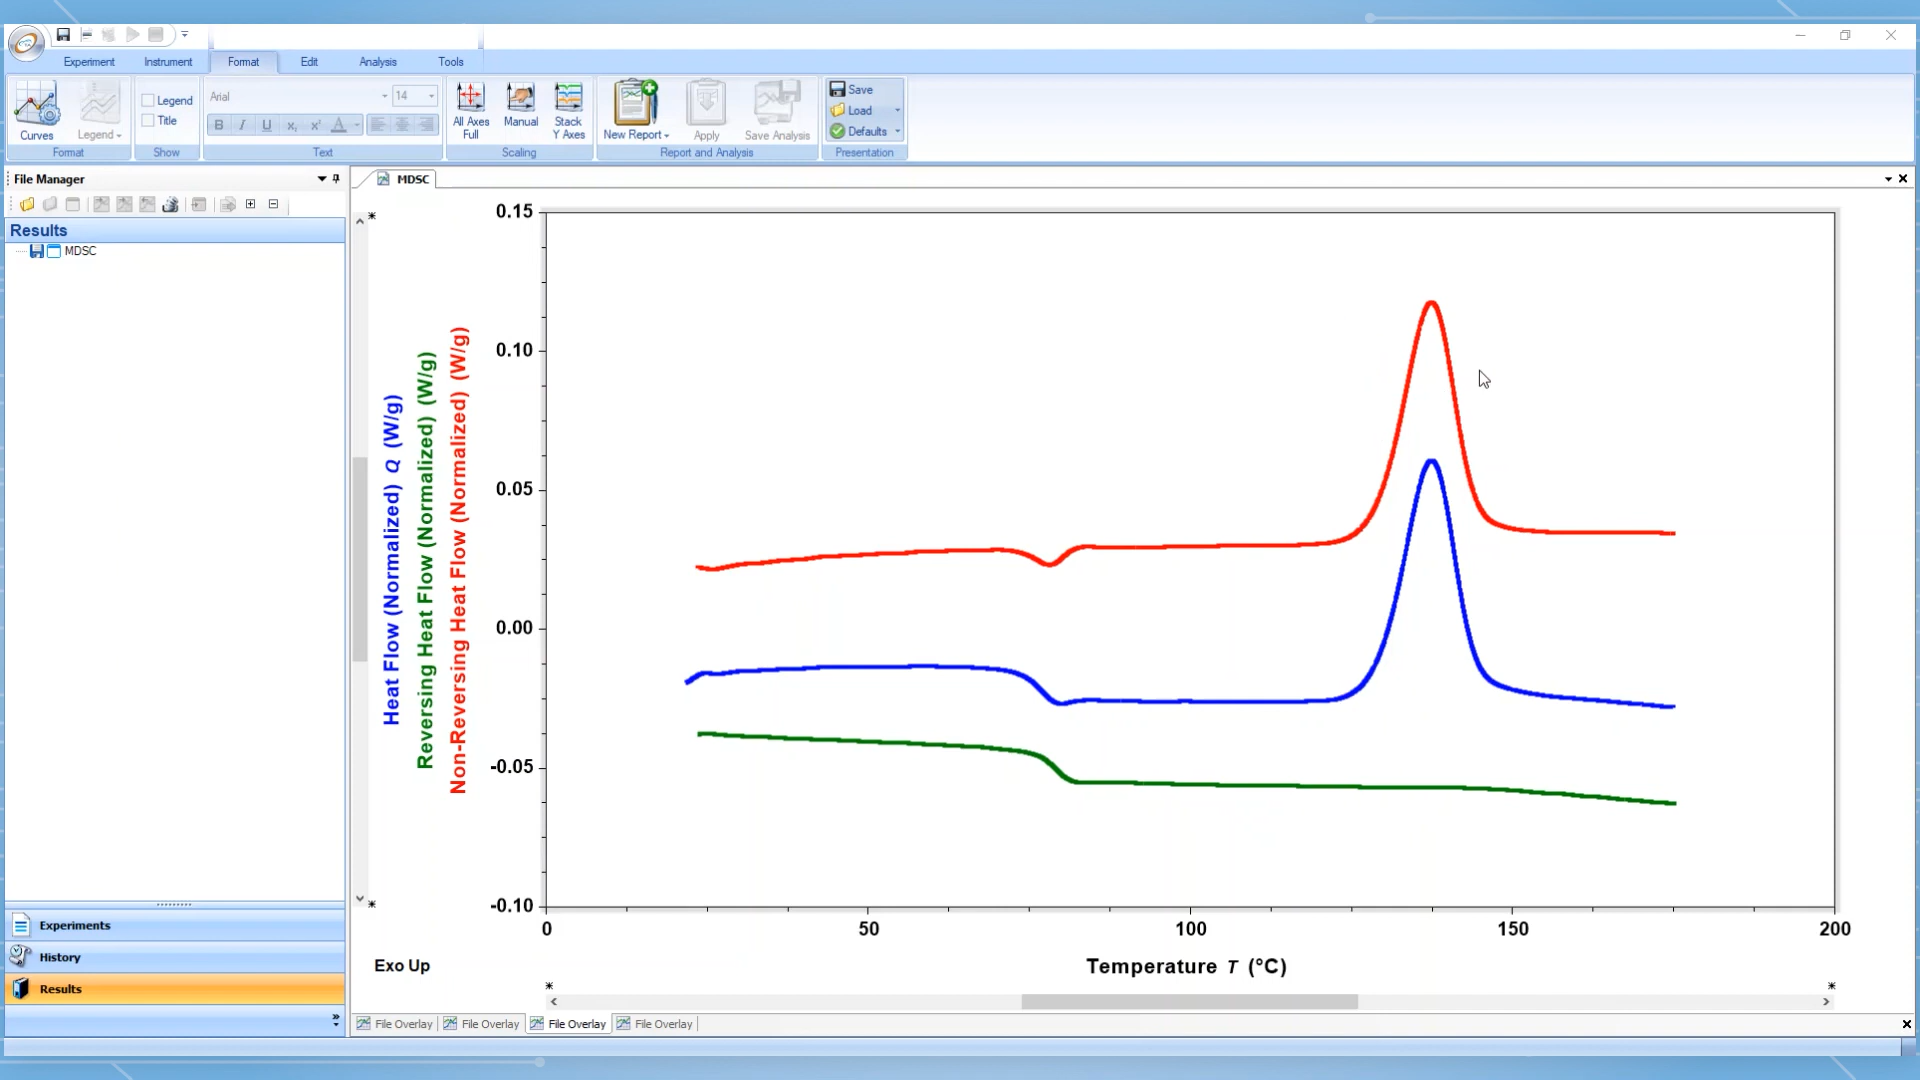 Experiment Instrument Format Edit Analysis Tools
Curves
Legend
Format
Legend
Title
Show
Arial 14
B I U x₂ x² A
Text
All Axes Full
Manual
Stack Y Axes
Scaling
New Report
Apply
Save Analysis
Report and Analysis
Save
Load
Defaults
Presentation
File Manager
Results
MDSC
Experiments
History
Results
MDSC
Heat Flow (Normalized) Q (W/g)
Reversing Heat Flow (Normalized) (W/g)
Non-Reversing Heat Flow (Normalized) (W/g)
0.15
0.10
0.05
0.00
-0.05
-0.10
0 50 100 150 200
Exo Up
Temperature T (°C)
File Overlay File Overlay File Overlay File Overlay